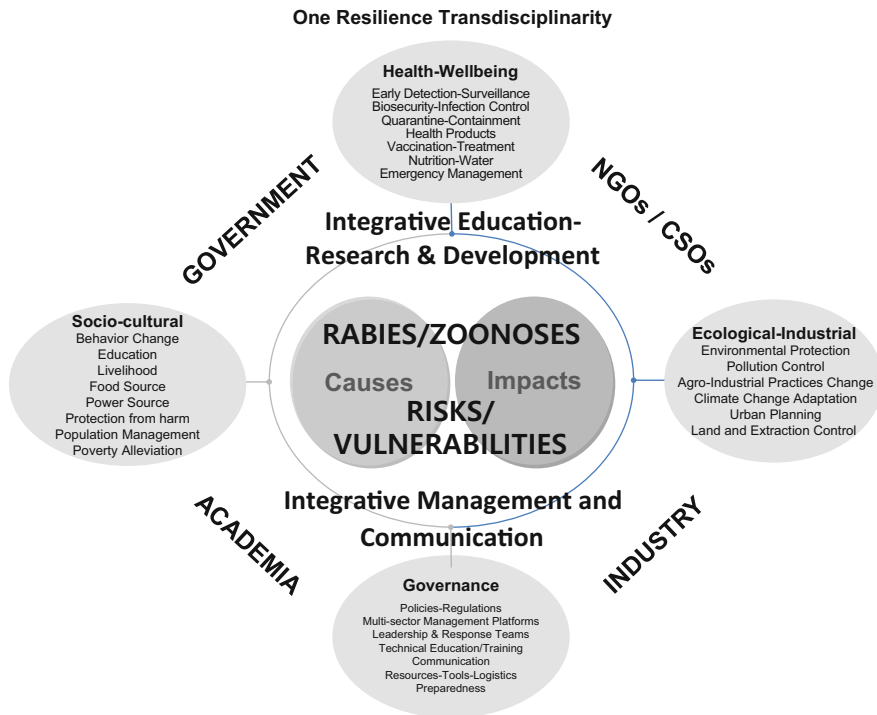 One Resilience Transdisciplinarity
Health-Wellbeing
Early Detection-Surveillance
Biosecurity-Infection Control
Quarantine-Containment
Health Products
Vaccination-Treatment
Nutrition-Water
Emergency Management
GOVERNMENT
NGOs / CSOs
Integrative Education-
Research & Development
Socio-cultural
Behavior Change
Education
Livelihood
Food Source
Power Source
Protection from harm
Population Management
Poverty Alleviation
RABIES/ZOONOSES
Causes
Impacts
RISKS/
VULNERABILITIES
Ecological-Industrial
Environmental Protection
Pollution Control
Agro-Industrial Practices Change
Climate Change Adaptation
Urban Planning
Land and Extraction Control
Integrative Management and
Communication
ACADEMIA
INDUSTRY
Governance
Policies-Regulations
Multi-sector Management Platforms
Leadership & Response Teams
Technical Education/Training
Communication
Resources-Tools-Logistics
Preparedness